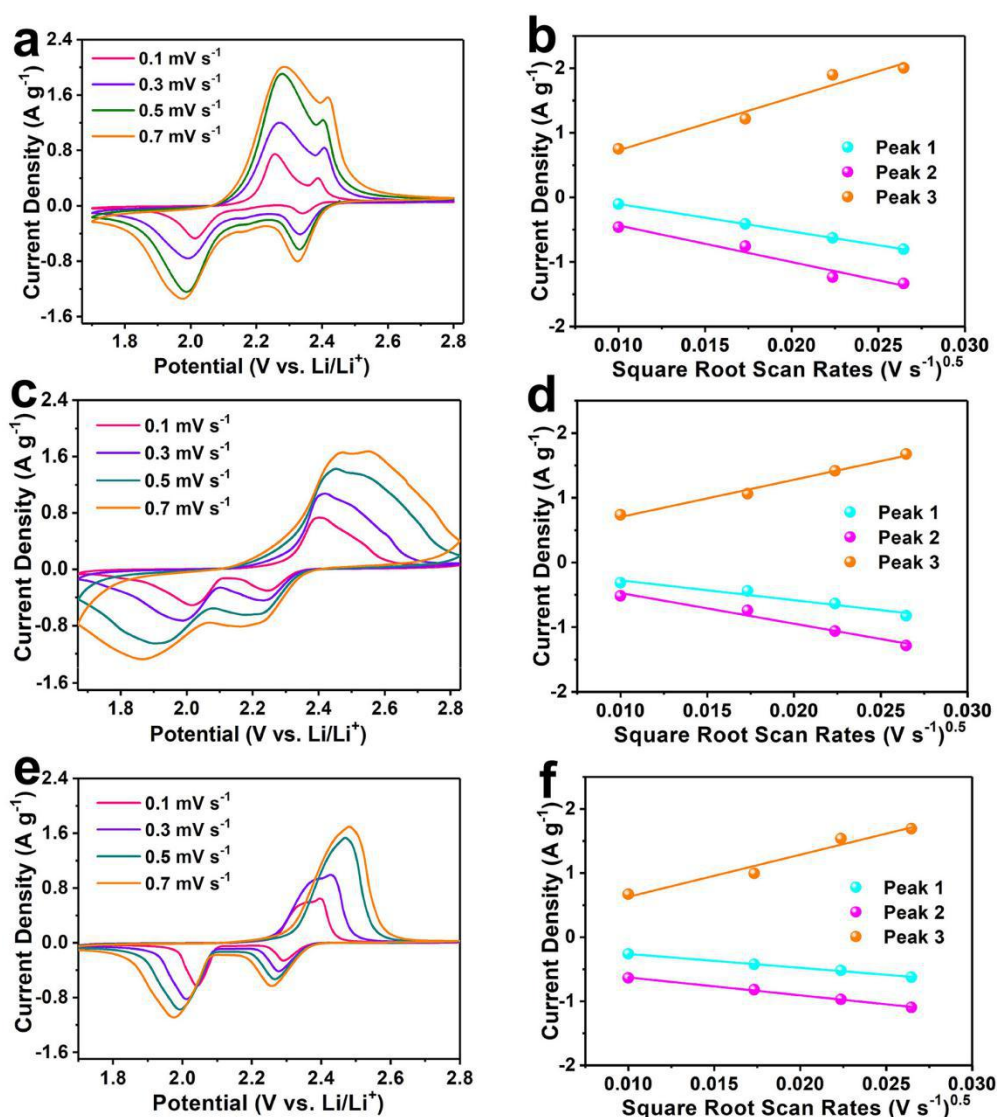 a
2.4
1.6
0.8
0.0
-0.8
-1.6
Current Density (A g⁻¹)
0.1 mV s⁻¹
0.3 mV s⁻¹
0.5 mV s⁻¹
0.7 mV s⁻¹
1.8 2.0 2.2 2.4 2.6 2.8
Potential (V vs. Li/Li⁺)
b
2
1
0
-1
-2
Current Density (A g⁻¹)
Peak 1
Peak 2
Peak 3
0.010 0.015 0.020 0.025 0.030
Square Root Scan Rates (V s⁻¹)⁰·⁵
c
2.4
1.6
0.8
0.0
-0.8
-1.6
Current Density (A g⁻¹)
0.1 mV s⁻¹
0.3 mV s⁻¹
0.5 mV s⁻¹
0.7 mV s⁻¹
1.8 2.0 2.2 2.4 2.6 2.8
Potential (V vs. Li/Li⁺)
d
2
1
0
-1
-2
Current Density (A g⁻¹)
Peak 1
Peak 2
Peak 3
0.010 0.015 0.020 0.025 0.030
Square Root Scan Rates (V s⁻¹)⁰·⁵
e
2.4
1.6
0.8
0.0
-0.8
-1.6
Current Density (A g⁻¹)
0.1 mV s⁻¹
0.3 mV s⁻¹
0.5 mV s⁻¹
0.7 mV s⁻¹
1.8 2.0 2.2 2.4 2.6 2.8
Potential (V vs. Li/Li⁺)
f
2
1
0
-1
-2
Current Density (A g⁻¹)
Peak 1
Peak 2
Peak 3
0.010 0.015 0.020 0.025 0.030
Square Root Scan Rates (V s⁻¹)⁰·⁵